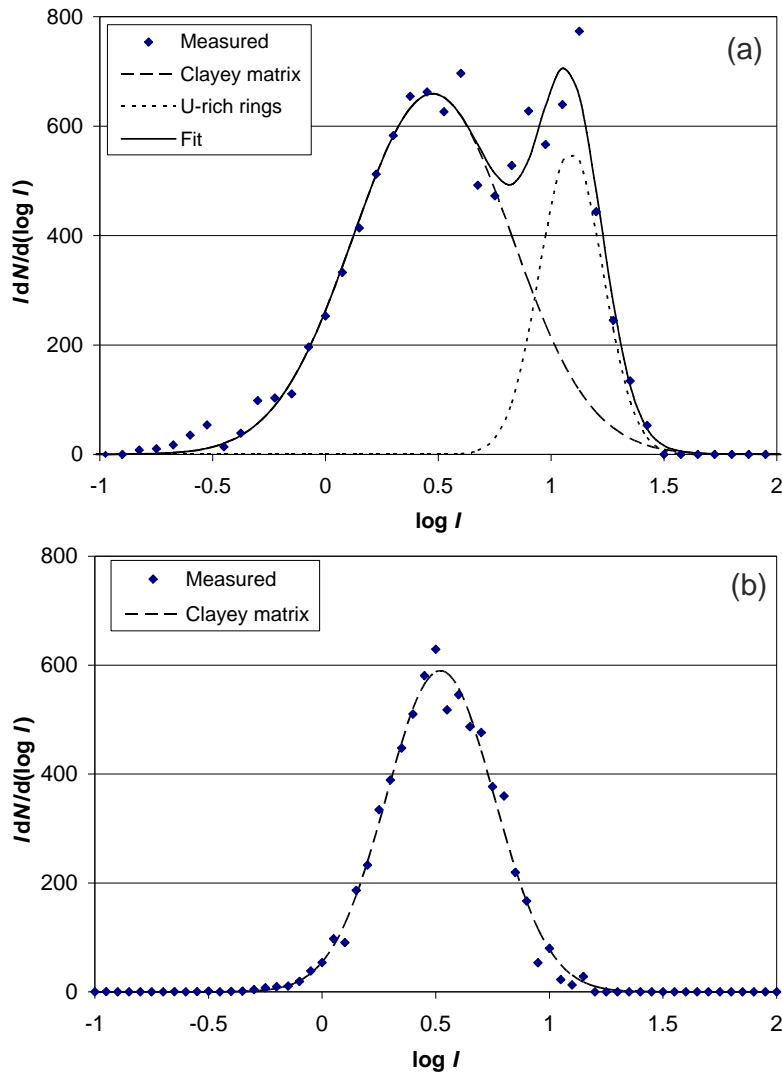 800
600
400
200
0
I dN/d(log I)
Measured
Clayey matrix
U-rich rings
Fit
(a)
-1 -0.5 0 0.5 1 1.5 2
log I
800
600
400
200
0
I dN/d(log I)
Measured
Clayey matrix
(b)
-1 -0.5 0 0.5 1 1.5 2
log I